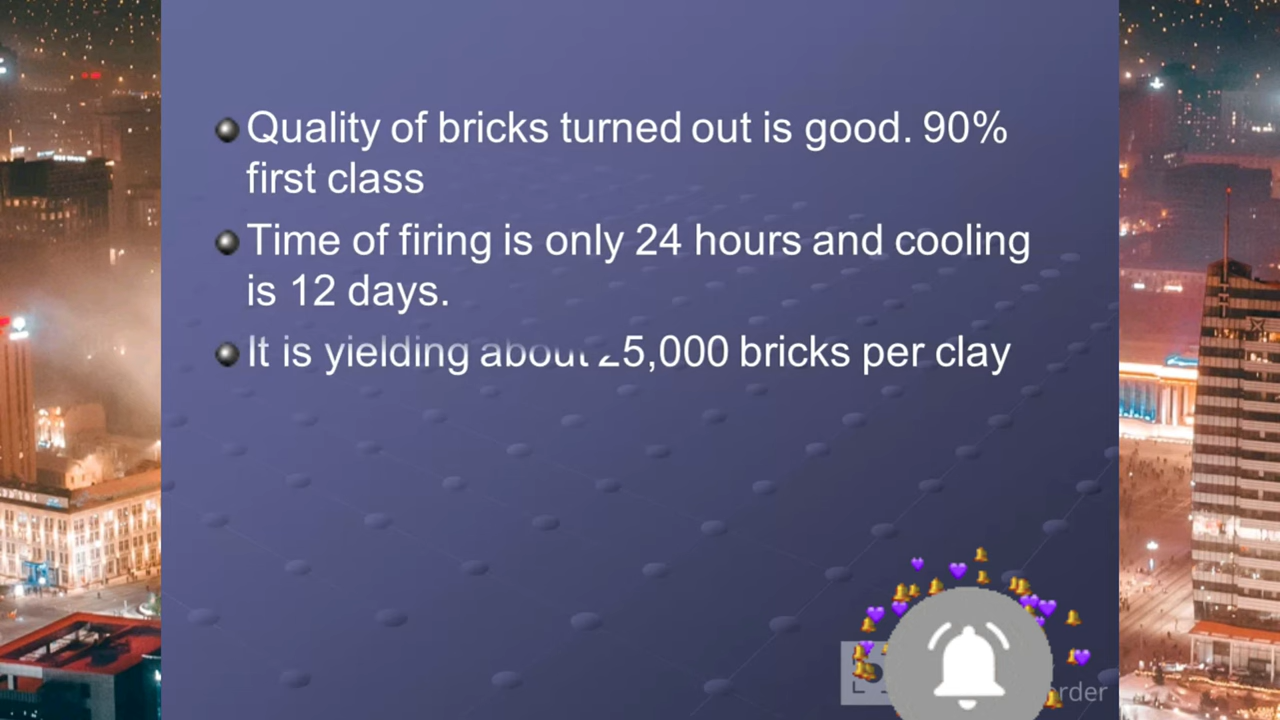 Quality of bricks turned out is good. 90%
first class
Time of firing is only 24 hours and cooling
is 12 days.
It is yielding about 25,000 bricks per clay